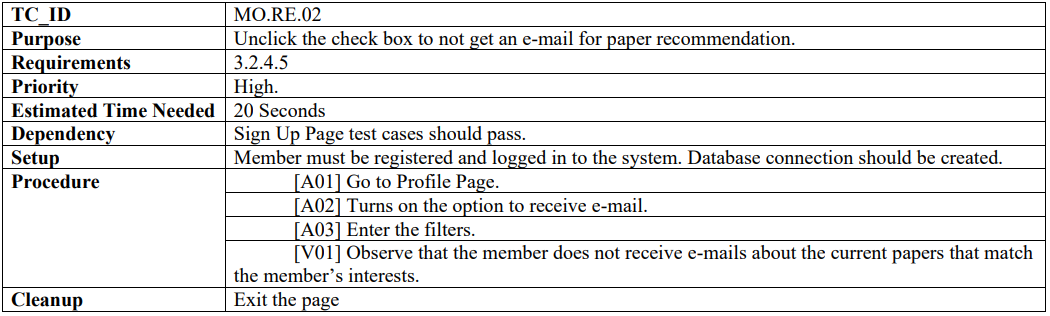 TC_ID MO.RE.02
Purpose Unclick the check box to not get an e-mail for paper recommendation.
Requirements 3.2.4.5
Priority High.
Estimated Time Needed 20 Seconds
Dependency Sign Up Page test cases should pass.
Setup Member must be registered and logged in to the system. Database connection should be created.
Procedure [A01] Go to Profile Page.
[A02] Turns on the option to receive e-mail.
[A03] Enter the filters.
[V01] Observe that the member does not receive e-mails about the current papers that match
the member’s interests.
Cleanup Exit the page